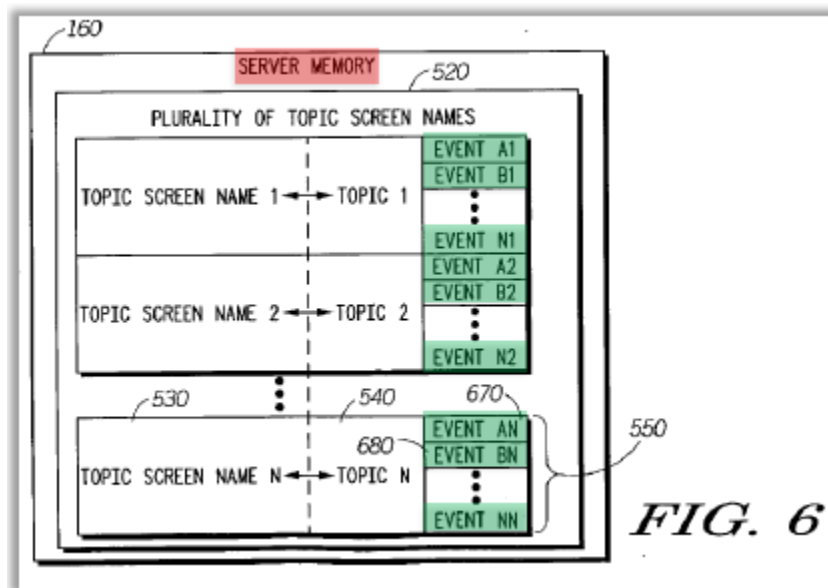 160
SERVER MEMORY
520
PLURALITY OF TOPIC SCREEN NAMES
EVENT A1
EVENT B1
TOPIC SCREEN NAME 1 TOPIC 1
EVENT N1
EVENT A2
EVENT B2
TOPIC SCREEN NAME 2 TOPIC 2
EVENT N2
530 540 670
EVENT AN
680 EVENT BN 550
TOPIC SCREEN NAME N TOPIC N
EVENT NN
FIG. 6